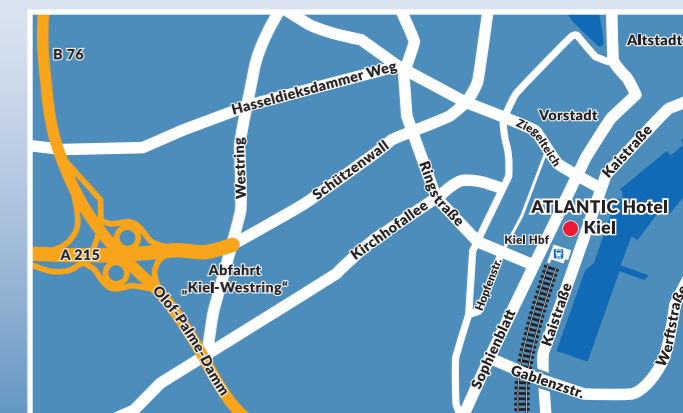 Altstadt
B 76
Hasseldieksdammer Weg
Vorstadt
Ziegelteich
Kaistraße
Westring
Schützenwall
Ringstraße
Kirchhofallee
ATLANTIC Hotel
Kiel
Kiel Hbf
A 215
Abfahrt
„Kiel-Westring“
Hopfenstr.
Olof-Palme-Damm
Sophienblatt
Kaistraße
Werftstraße
Gablenzstr.